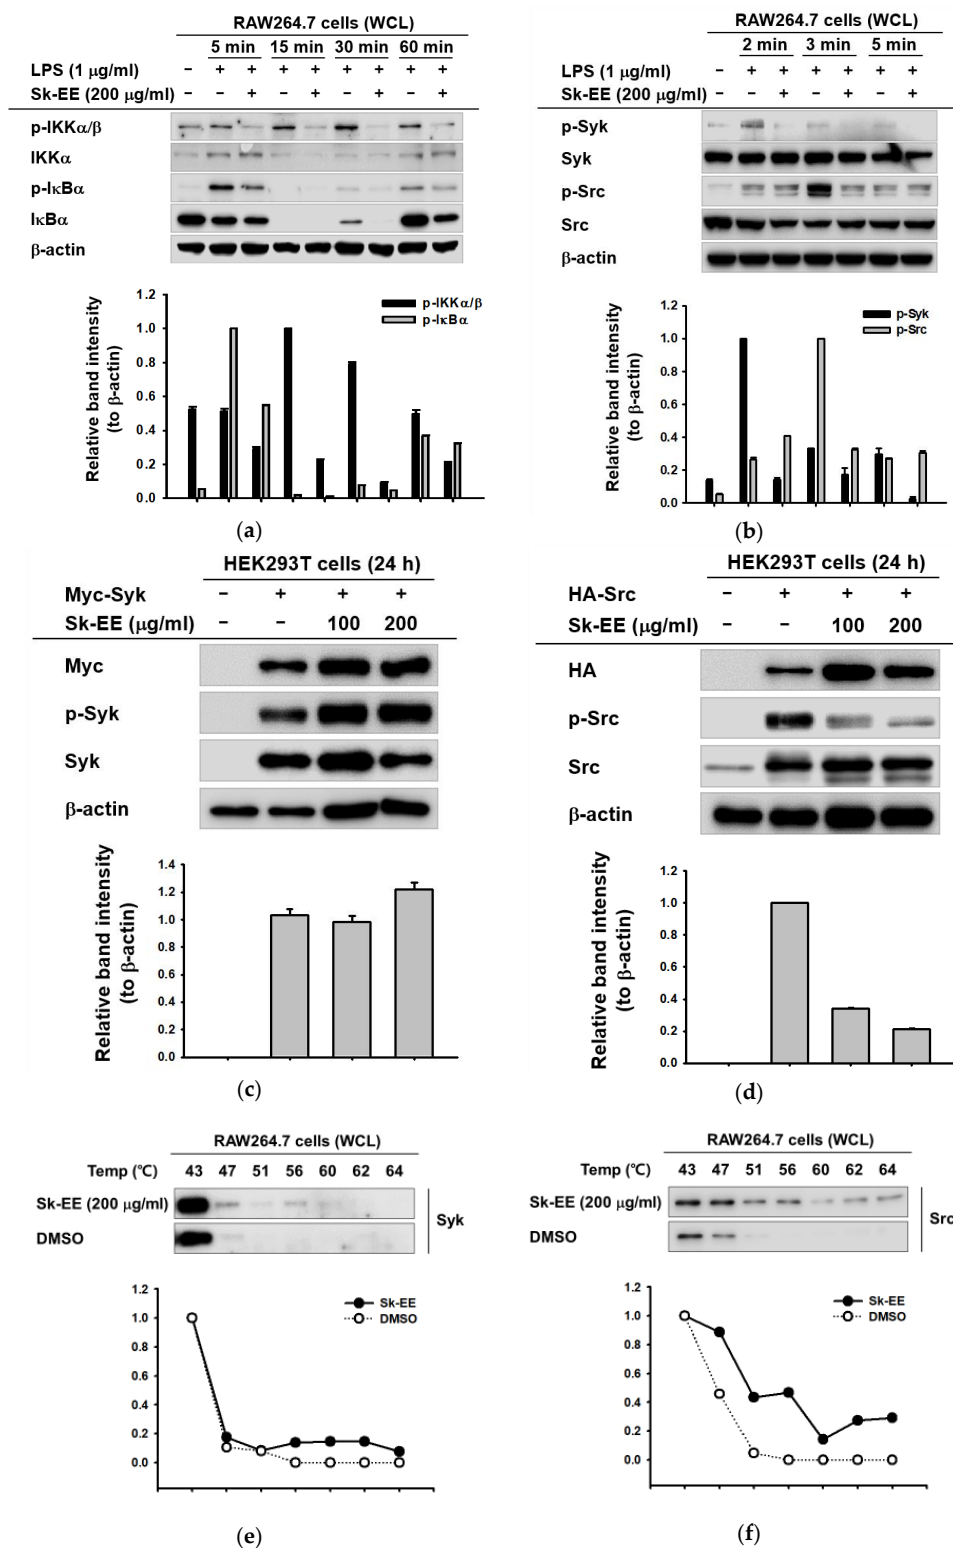 RAW264.7 cells (WCL)
5 min 15 min 30 min 60 min
LPS (1 μg/ml) − + + + + + + + +
Sk-EE (200 μg/ml) − − + − + − + − +
p-IKKα/β
IKKα
p-IκBα
IκBα
β-actin
Relative band intensity
(to β-actin)
1.2
1.0
0.8
0.6
0.4
0.2
0.0
p-IKKα/β
p-IκBα
(a)
RAW264.7 cells (WCL)
2 min 3 min 5 min
LPS (1 μg/ml) − + + + + + +
Sk-EE (200 μg/ml) − − + − + − +
p-Syk
Syk
p-Src
Src
β-actin
Relative band intensity
(to β-actin)
1.2
1.0
0.8
0.6
0.4
0.2
0.0
p-Syk
p-Src
(b)
HEK293T cells (24 h)
Myc-Syk − + + +
Sk-EE (μg/ml) − − 100 200
Myc
p-Syk
Syk
β-actin
Relative band intensity
(to β-actin)
1.4
1.2
1.0
0.8
0.6
0.4
0.2
0.0
(c)
HEK293T cells (24 h)
HA-Src − + + +
Sk-EE (μg/ml) − − 100 200
HA
p-Src
Src
β-actin
Relative band intensity
(to β-actin)
1.2
1.0
0.8
0.6
0.4
0.2
0.0
(d)
RAW264.7 cells (WCL)
Temp (℃) 43 47 51 56 60 62 64
Sk-EE (200 μg/ml)
DMSO
Syk
1.2
1.0
0.8
0.6
0.4
0.2
0.0
Sk-EE
DMSO
(e)
RAW264.7 cells (WCL)
Temp (℃) 43 47 51 56 60 62 64
Sk-EE (200 μg/ml)
DMSO
Src
1.2
1.0
0.8
0.6
0.4
0.2
0.0
Sk-EE
DMSO
(f)